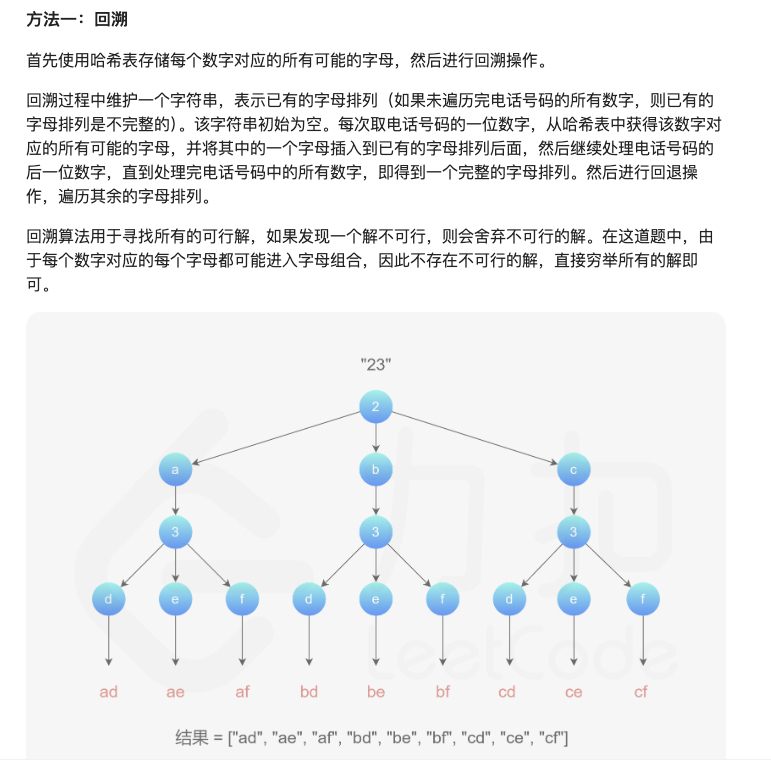 方法一：回溯
首先使用哈希表存储每个数字对应的所有可能的字母，然后进行回溯操作。
回溯过程中维护一个字符串，表示已有的字母排列（如果未遍历完电话号码的所有数字，则已有的
字母排列是不完整的）。该字符串初始为空。每次取电话号码的一位数字，从哈希表中获得该数字对
应的所有可能的字母，并将其中的一个字母插入到已有的字母排列后面，然后继续处理电话号码的
后一位数字，直到处理完电话号码中的所有数字，即得到一个完整的字母排列。然后进行回退操
作，遍历其余的字母排列。
回溯算法用于寻找所有的可行解，如果发现一个解不可行，则会舍弃不可行的解。在这道题中，由
于每个数字对应的每个字母都可能进入字母组合，因此不存在不可行的解，直接穷举所有的解即
可。
"23"
2
a b c
3 3 3
d e f d e f d e f
ad ae af bd be bf cd ce cf
结果 = ["ad", "ae", "af", "bd", "be", "bf", "cd", "ce", "cf"]
力扣
LeetCode